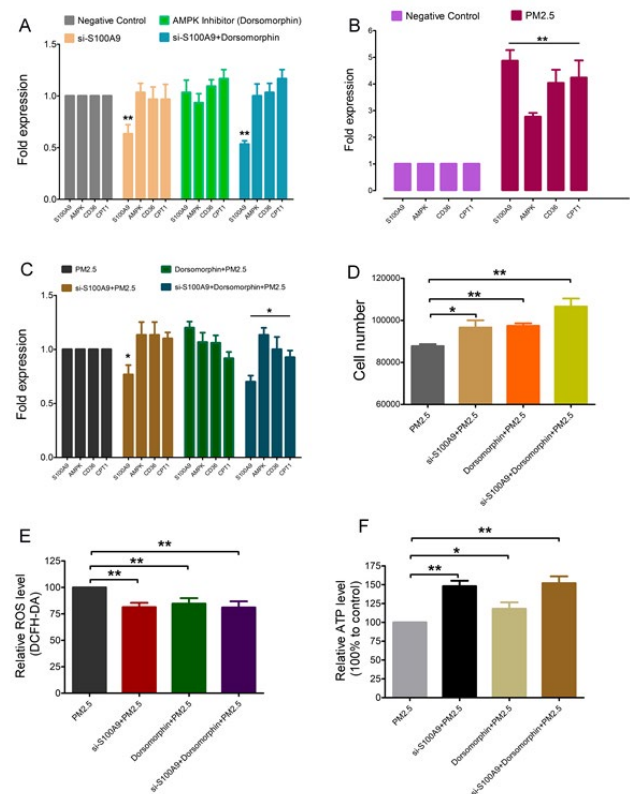 A
Negative Control
AMPK Inhibitor (Dorsomorphin)
si-S100A9
si-S100A9+Dorsmorphin
Fold expression
1.5
1.0
0.5
0.0
**
**
S100A9
AMPK
CD36
CPT1
S100A9
AMPK
CD36
CPT1
S100A9
AMPK
CD36
CPT1
S100A9
AMPK
CD36
CPT1
B
Negative Control
PM2.5
Fold expression
6
5
4
2
1
0
**
S100A9
AMPK
CD36
CPT1
S100A9
AMPK
CD36
CPT1
C
PM2.5
Dorsomorphin+PM2.5
si-S100A9+PM2.5
si-S100A9+Dorsomorphin+PM2.5
Fold expression
1.5
1.0
0.5
0.0
*
*
S100A9
AMPK
CD36
CPT1
S100A9
AMPK
CD36
CPT1
S100A9
AMPK
CD36
CPT1
S100A9
AMPK
CD36
CPT1
D
Cell number
120000
100000
80000
60000
**
**
*
PM2.5
si-S100A9+PM2.5
Dorsomorphin+PM2.5
si-S100A9+Dorsomorphin+PM2.5
E
Relative ROS level
(DCFH-DA)
125
100
75
50
25
0
**
**
**
PM2.5
si-S100A9+PM2.5
Dorsomorphin+PM2.5
si-S100A9+Dorsomorphin+PM2.5
F
Relative ATP level
(100% to control)
175
150
125
100
75
50
25
0
**
*
**
PM2.5
si-S100A9+PM2.5
Dorsomorphin+PM2.5
si-S100A9+Dorsomorphin+PM2.5